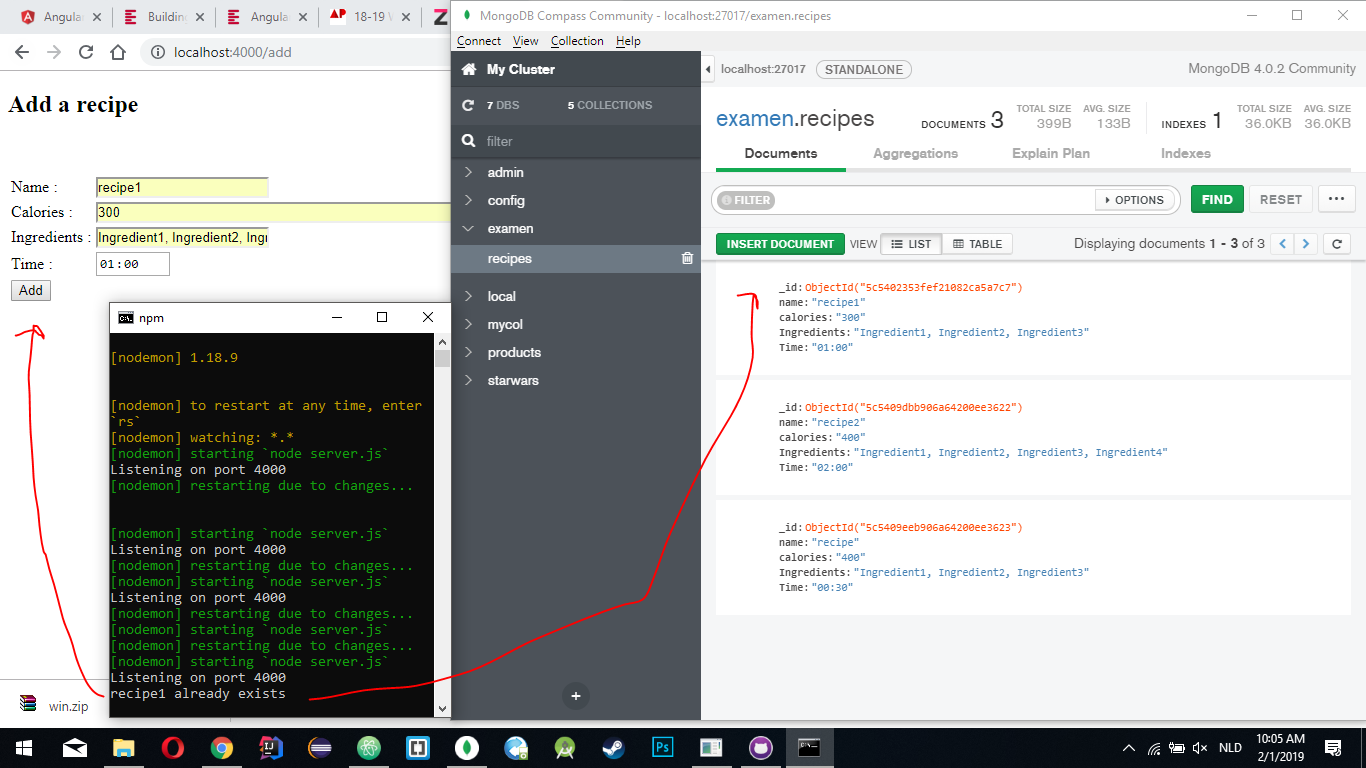 Angula
Buildin
Angula
18-19 V
localhost:4000/add
Add a recipe
Name : recipe1
Calories : 300
Ingredients : Ingredient1, Ingredient2, Ingr
Time : 01:00
Add
npm
[nodemon] 1.18.9
[nodemon] to restart at any time, enter
`rs`
[nodemon] watching: *.*
[nodemon] starting `node server.js`
Listening on port 4000
[nodemon] restarting due to changes...
[nodemon] starting `node server.js`
Listening on port 4000
[nodemon] restarting due to changes...
[nodemon] starting `node server.js`
Listening on port 4000
[nodemon] restarting due to changes...
[nodemon] starting `node server.js`
[nodemon] restarting due to changes...
[nodemon] starting `node server.js`
Listening on port 4000
recipe1 already exists
win.zip
MongoDB Compass Community - localhost:27017/examen.recipes
Connect View Collection Help
My Cluster
7 DBS 5 COLLECTIONS
filter
admin
config
examen
recipes
local
mycol
products
starwars
localhost:27017 STANDALONE MongoDB 4.0.2 Community
examen.recipes
DOCUMENTS 3
TOTAL SIZE 399B
AVG. SIZE 133B
INDEXES 1
TOTAL SIZE 36.0KB
AVG. SIZE 36.0KB
Documents Aggregations Explain Plan Indexes
FILTER OPTIONS FIND RESET
INSERT DOCUMENT VIEW LIST TABLE Displaying documents 1 - 3 of 3
_id: ObjectId("5c5402353fef21082ca5a7c7")
name: "recipe1"
calories: "300"
Ingredients: "Ingredient1, Ingredient2, Ingredient3"
Time: "01:00"
_id: ObjectId("5c5409dbb906a64200ee3622")
name: "recipe2"
calories: "400"
Ingredients: "Ingredient1, Ingredient2, Ingredient3, Ingredient4"
Time: "02:00"
_id: ObjectId("5c5409eeb906a64200ee3623")
name: "recipe"
calories: "400"
Ingredients: "Ingredient1, Ingredient2, Ingredient3"
Time: "00:30"
NLD
10:05 AM
2/1/2019